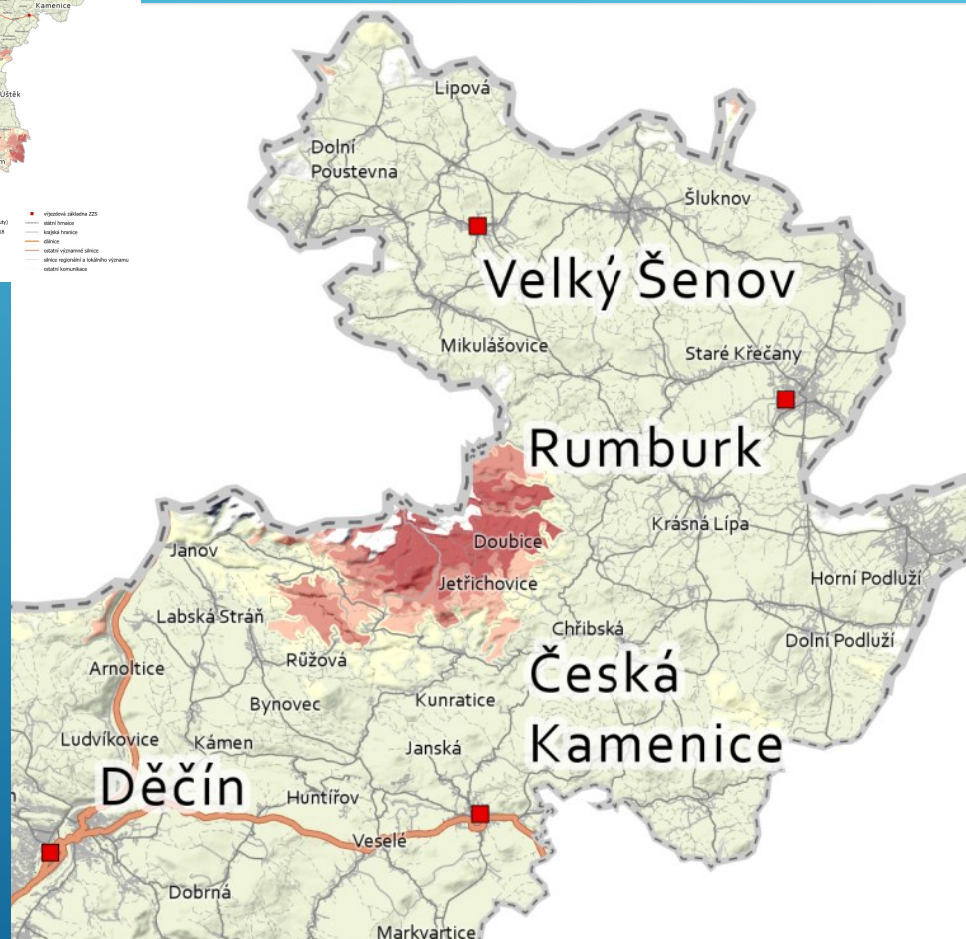 Kamenice
Úštěk
výjezdová základna ZZS
státní hranice
krajská hranice
dálnice
ostatní významné silnice
silnice regionální a lokálního významu
ostatní komunikace
Lipová
Dolní
Poustevna
Šluknov
Velký Šenov
Mikulášovice
Staré Křečany
Rumburk
Krásná Lípa
Doubice
Janov
Jetřichovice
Horní Podluží
Labská Stráň
Chřibská
Dolní Podluží
Růžová
Arnoltice
Česká
Kamenice
Bynovec
Kunratice
Ludvíkovice
Kámen
Janská
Děčín
Huntířov
Veselé
Dobrná
Markvartice